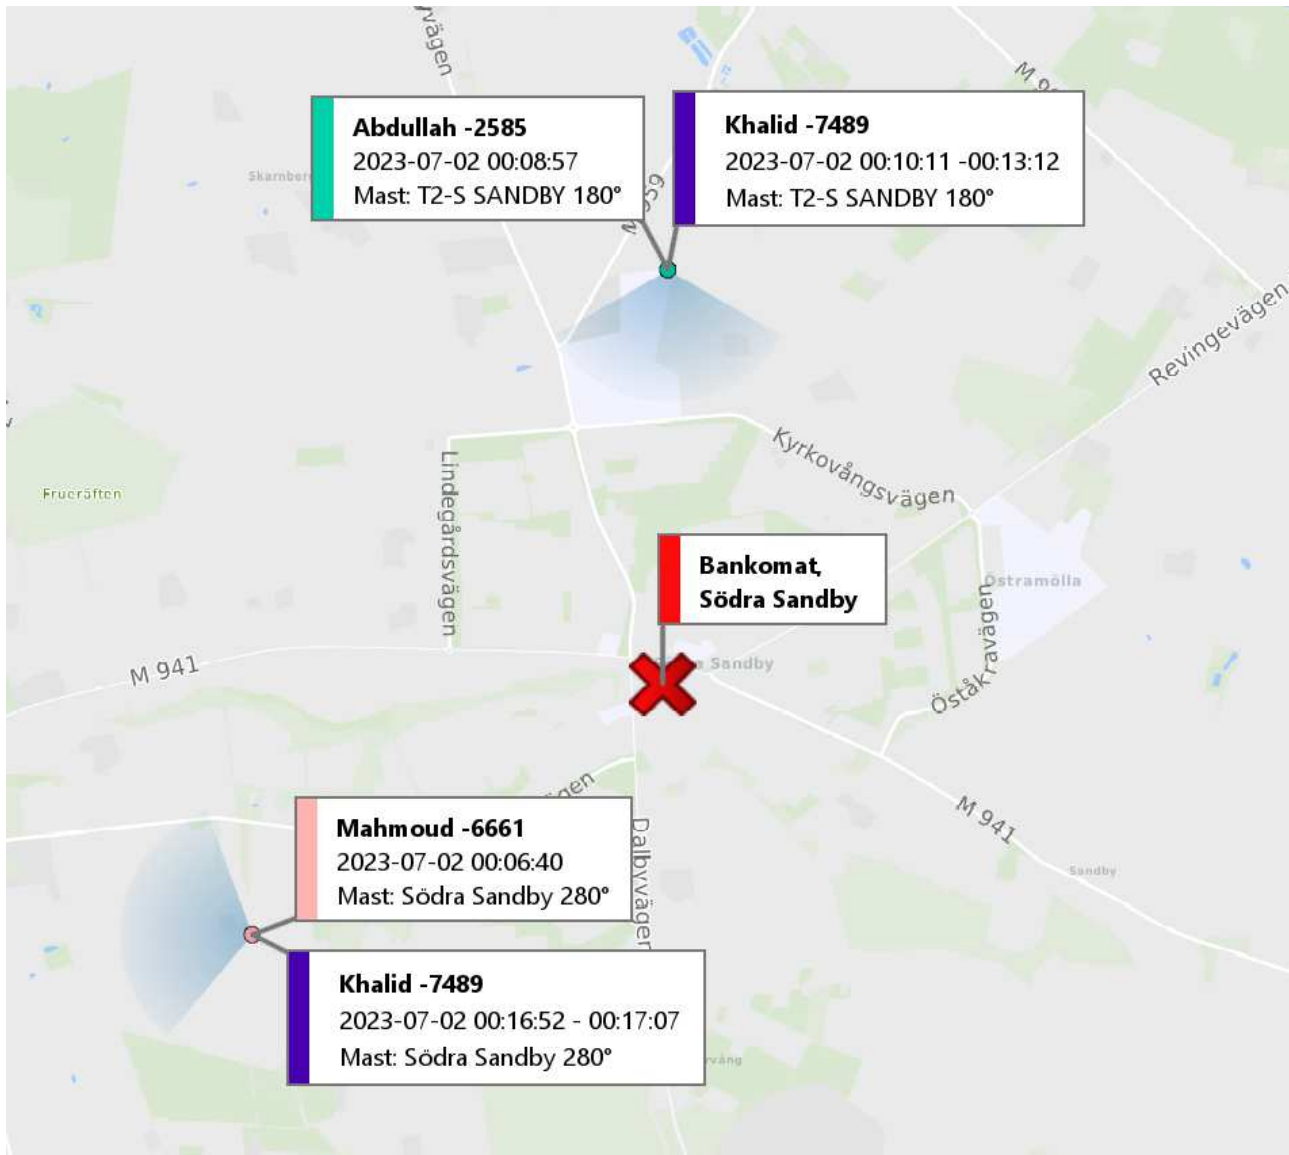 Abdullah -2585
2023-07-02 00:08:57
Mast: T2-S SANDBY 180°
Khalid -7489
2023-07-02 00:10:11 -00:13:12
Mast: T2-S SANDBY 180°
Revingevägen
Kyrkovångsvägen
Lindegårdsvägen
Frueräften
Bankomat,
Södra Sandby
Östramölla
Sandby
M 941
Öståkravägen
Mahmoud -6661
2023-07-02 00:06:40
Mast: Södra Sandby 280°
Dalbyvägen
M 941
Sandby
Khalid -7489
2023-07-02 00:16:52 - 00:17:07
Mast: Södra Sandby 280°